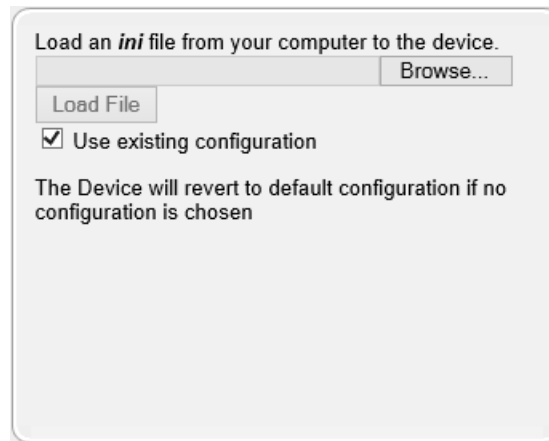 Load an ini file from your computer to the device.
Browse...
Load File
Use existing configuration
The Device will revert to default configuration if no
configuration is chosen